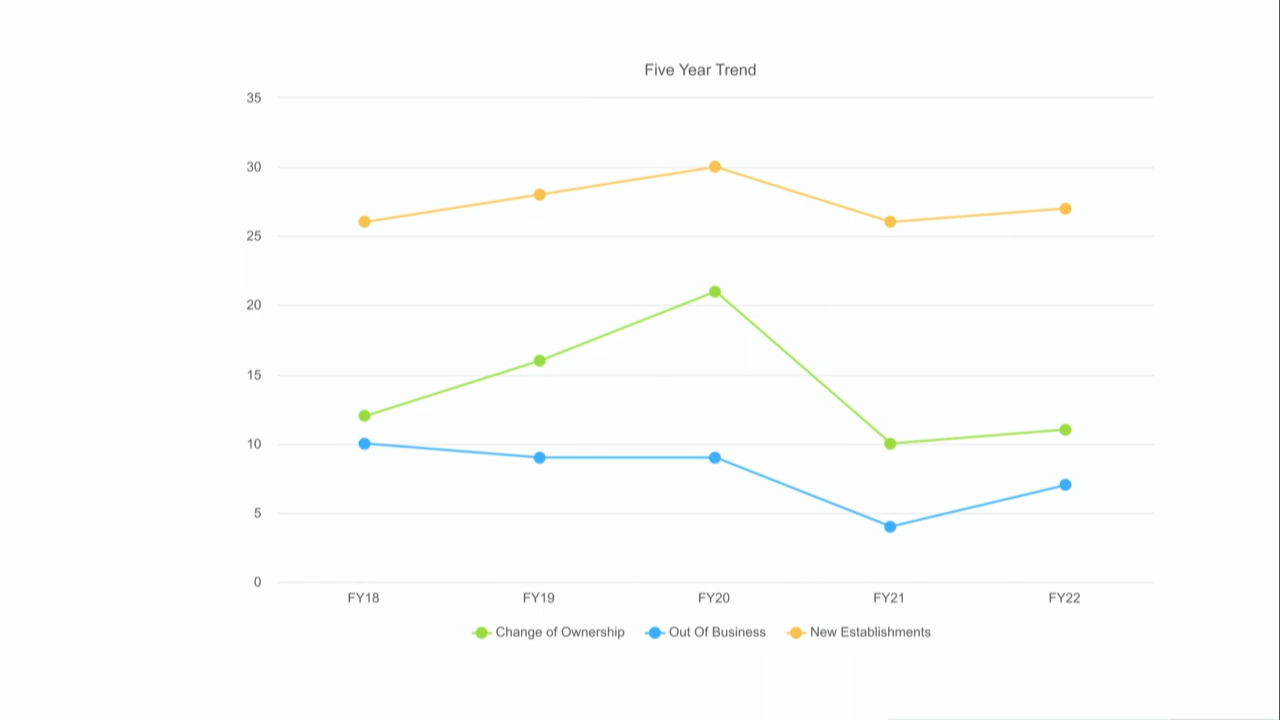 Five Year Trend
35
30
25
20
15
10
5
0
FY18 FY19 FY20 FY21 FY22
Change of Ownership Out Of Business New Establishments